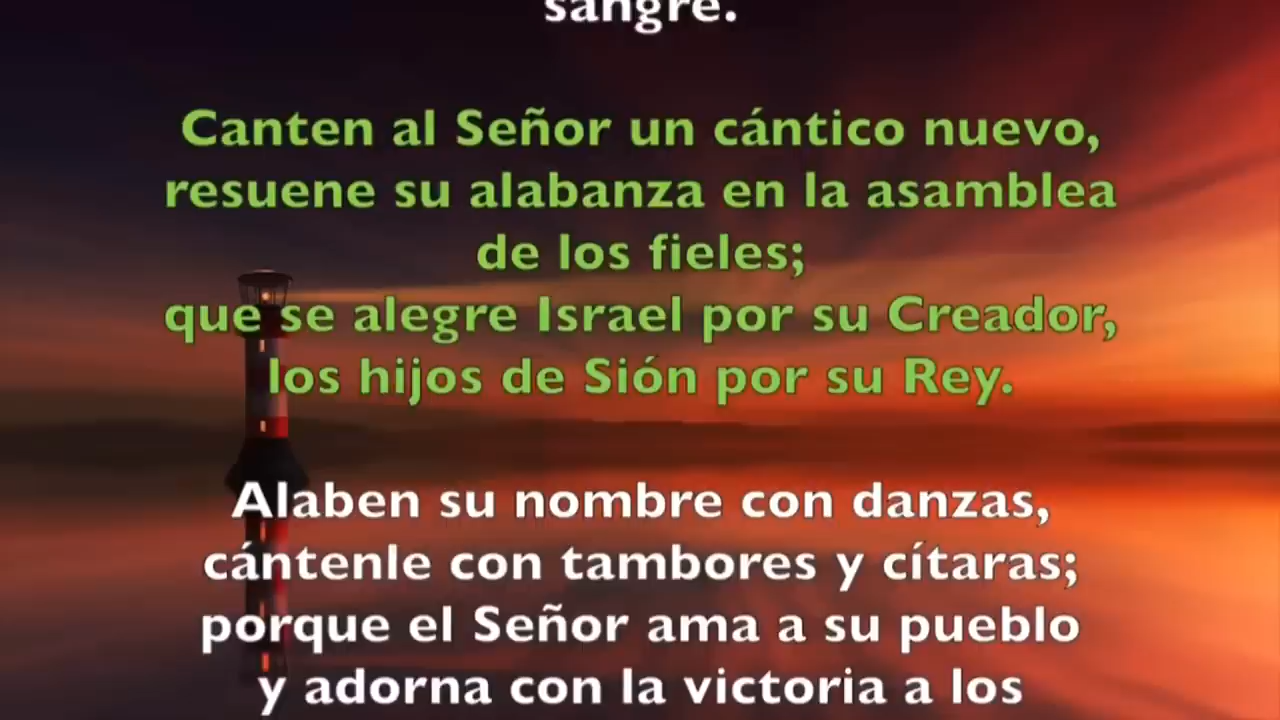 sangre.
Canten al Señor un cántico nuevo,
resuene su alabanza en la asamblea
de los fieles;
que se alegre Israel por su Creador,
los hijos de Sión por su Rey.
Alaben su nombre con danzas,
cántenle con tambores y cítaras;
porque el Señor ama a su pueblo
y adorna con la victoria a los